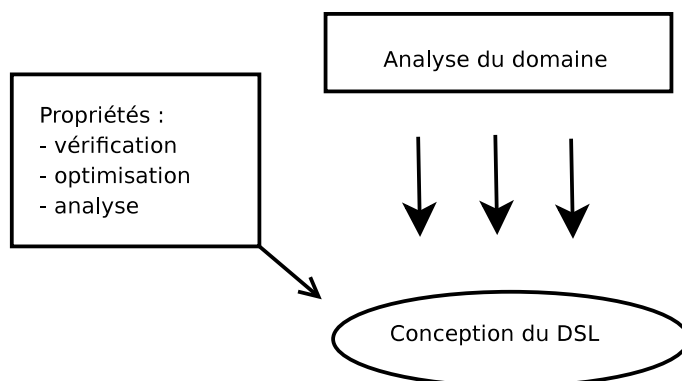 Analyse du domaine
Propriétés :
- vérification
- optimisation
- analyse
Conception du DSL